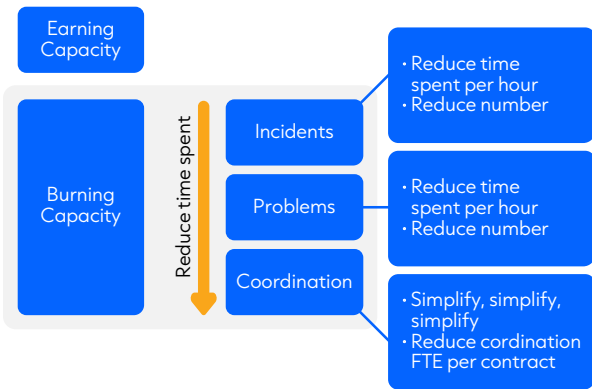 Earning
Capacity
Burning
Capacity
Reduce time spent
Incidents
Problems
Coordination
· Reduce time
spent per hour
· Reduce number
· Reduce time
spent per hour
· Reduce number
· Simplify, simplify,
simplify
· Reduce cordination
FTE per contract